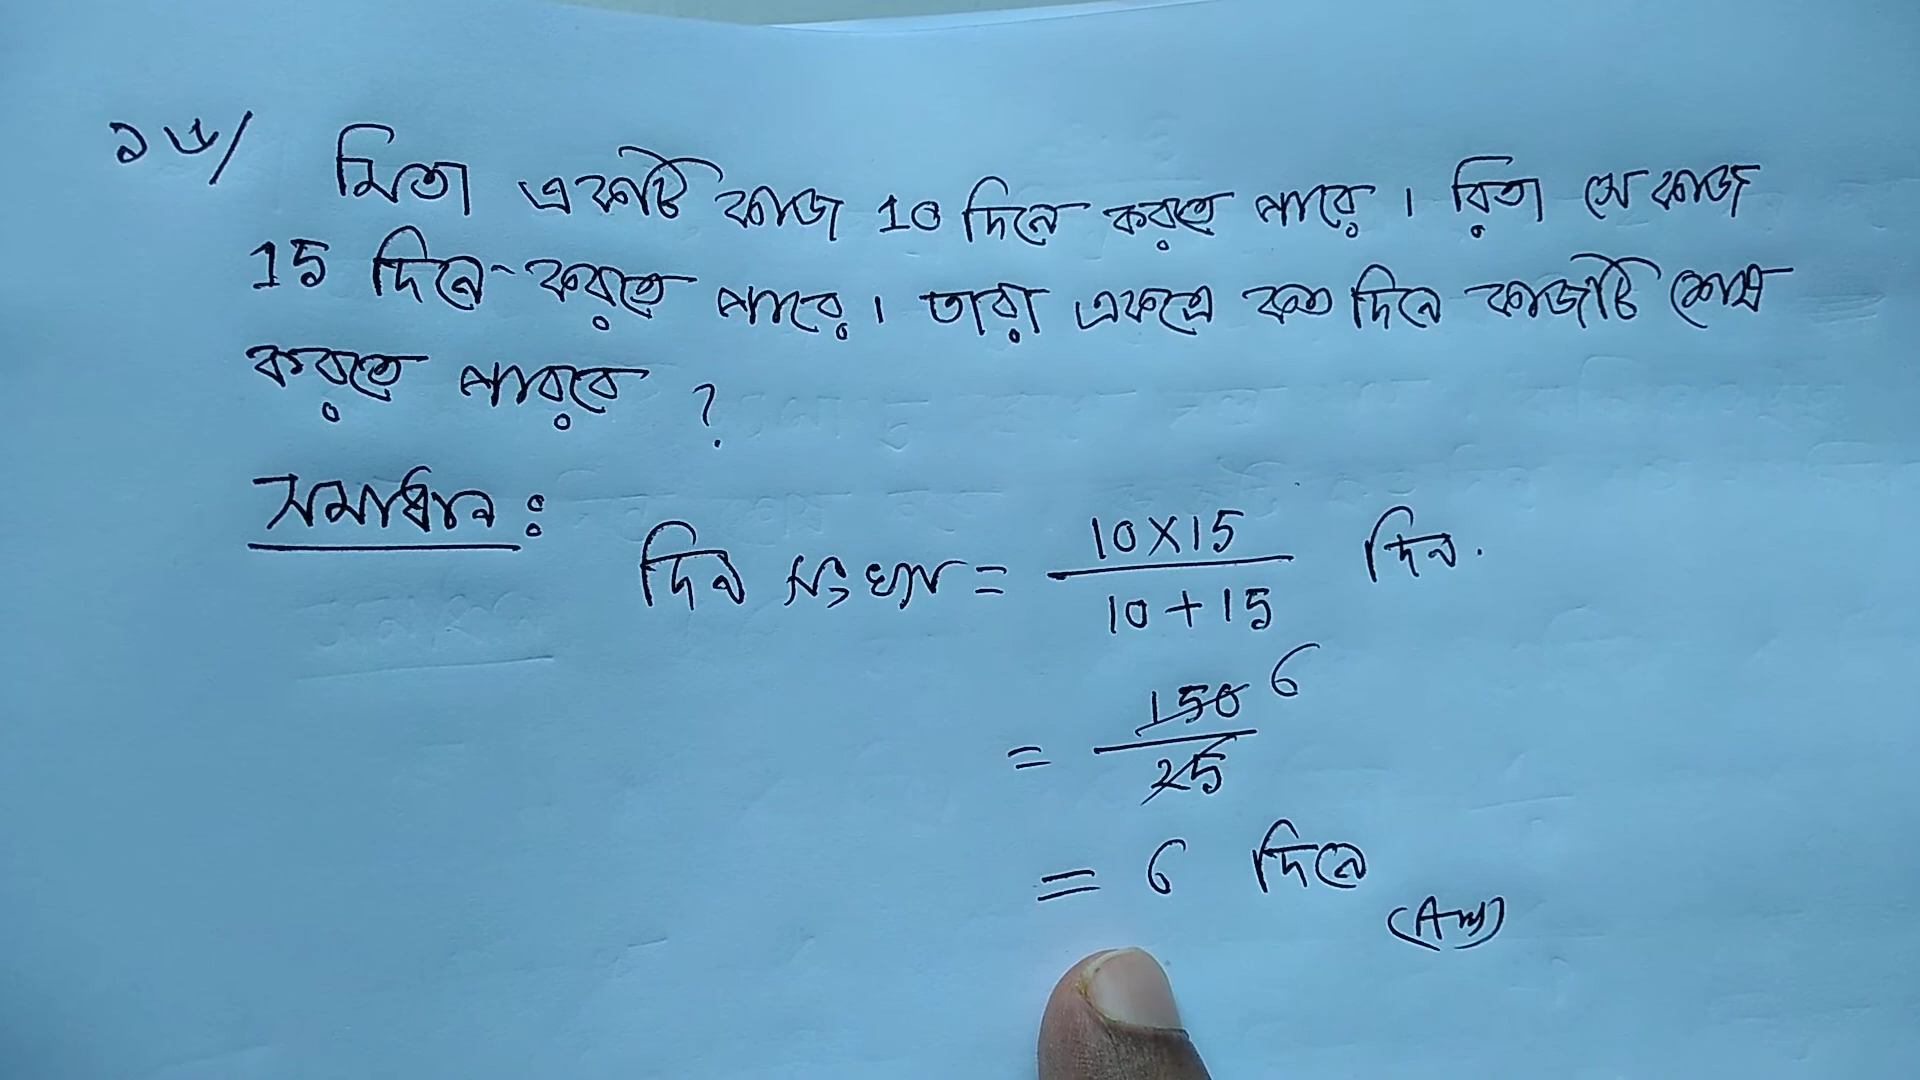 ১৬/ মিতা একটি কাজ 10 দিনে করতে পারে। রিতা সে কাজ
15 দিনে করতে পারে। তারা একত্রে কত দিনে কাজটি শেষ
করতে পারবে ?
সমাধান :
দিন সংখ্যা = 10×15 / 10+15 দিন.
= 150 / 25 6
= 6 দিনে
(Ans)